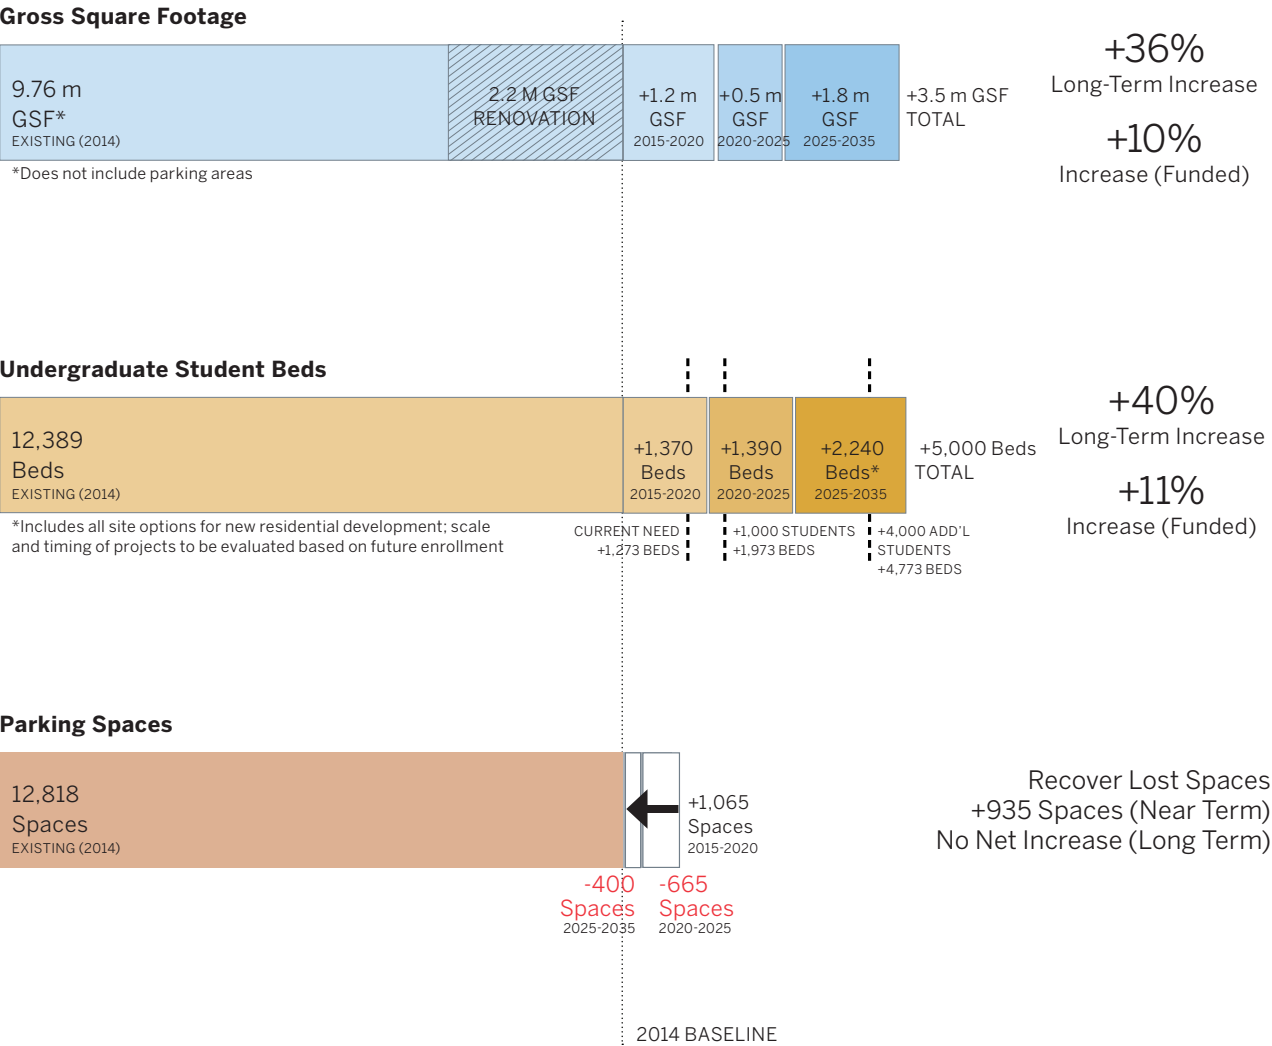 Gross Square Footage
9.76 m
GSF*
EXISTING (2014)
2.2 M GSF
RENOVATION
+1.2 m
GSF
2015-2020
+0.5 m
GSF
2020-2025
+1.8 m
GSF
2025-2035
+3.5 m GSF
TOTAL
+36%
Long-Term Increase
+10%
Increase (Funded)
*Does not include parking areas
Undergraduate Student Beds
12,389
Beds
EXISTING (2014)
+1,370
Beds
2015-2020
+1,390
Beds
2020-2025
+2,240
Beds*
2025-2035
+5,000 Beds
TOTAL
+40%
Long-Term Increase
+11%
Increase (Funded)
*Includes all site options for new residential development; scale
and timing of projects to be evaluated based on future enrollment
CURRENT NEED
+1,273 BEDS
+1,000 STUDENTS
+1,973 BEDS
+4,000 ADD'L
STUDENTS
+4,773 BEDS
Parking Spaces
12,818
Spaces
EXISTING (2014)
+1,065
Spaces
2015-2020
-400
Spaces
2025-2035
-665
Spaces
2020-2025
Recover Lost Spaces
+935 Spaces (Near Term)
No Net Increase (Long Term)
2014 BASELINE